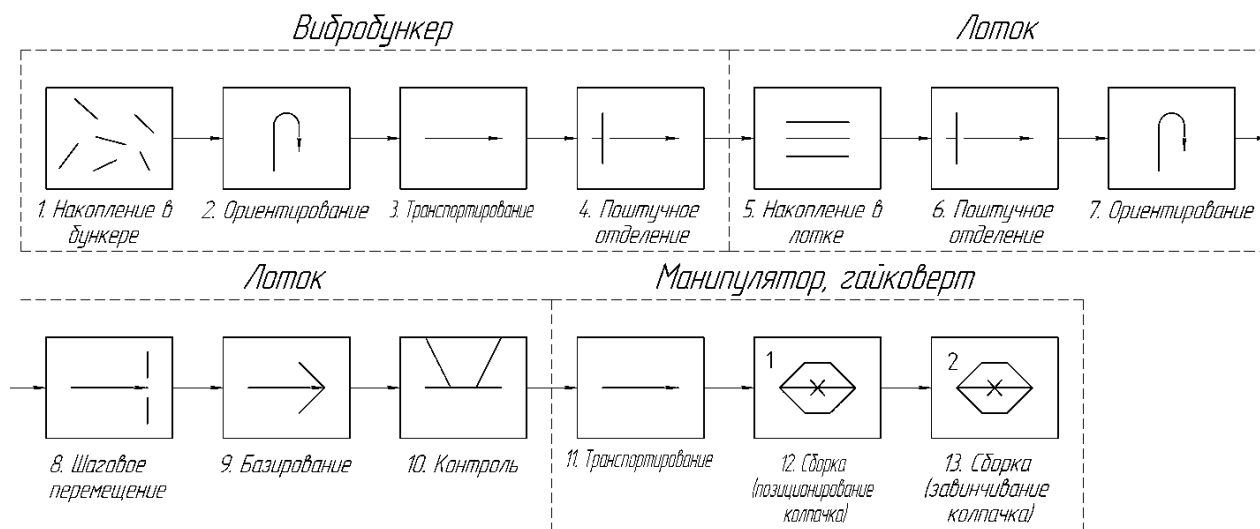 Вибробункер
Лоток
1. Накопление в
бункере
2. Ориентирование
3. Транспортирование
4. Поштучное
отделение
5. Накопление в
лотке
6. Поштучное
отделение
7. Ориентирование
Лоток
Манипулятор, гайковерт
8. Шаговое
перемещение
9. Базирование
10. Контроль
11. Транспортирование
1
12. Сборка
(позиционирование
колпачка)
2
13. Сборка
(завинчивание
колпачка)